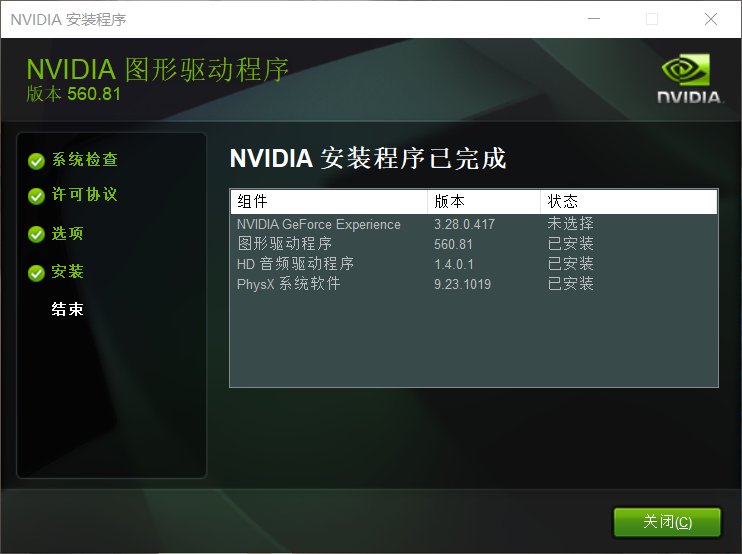 NVIDIA 安装程序
NVIDIA 图形驱动程序
版本 560.81
NVIDIA.
系统检查
许可协议
选项
安装
结束
NVIDIA 安装程序已完成
组件 版本 状态
NVIDIA GeForce Experience 3.28.0.417 未选择
图形驱动程序 560.81 已安装
HD 音频驱动程序 1.4.0.1 已安装
PhysX 系统软件 9.23.1019 已安装
关闭(C)